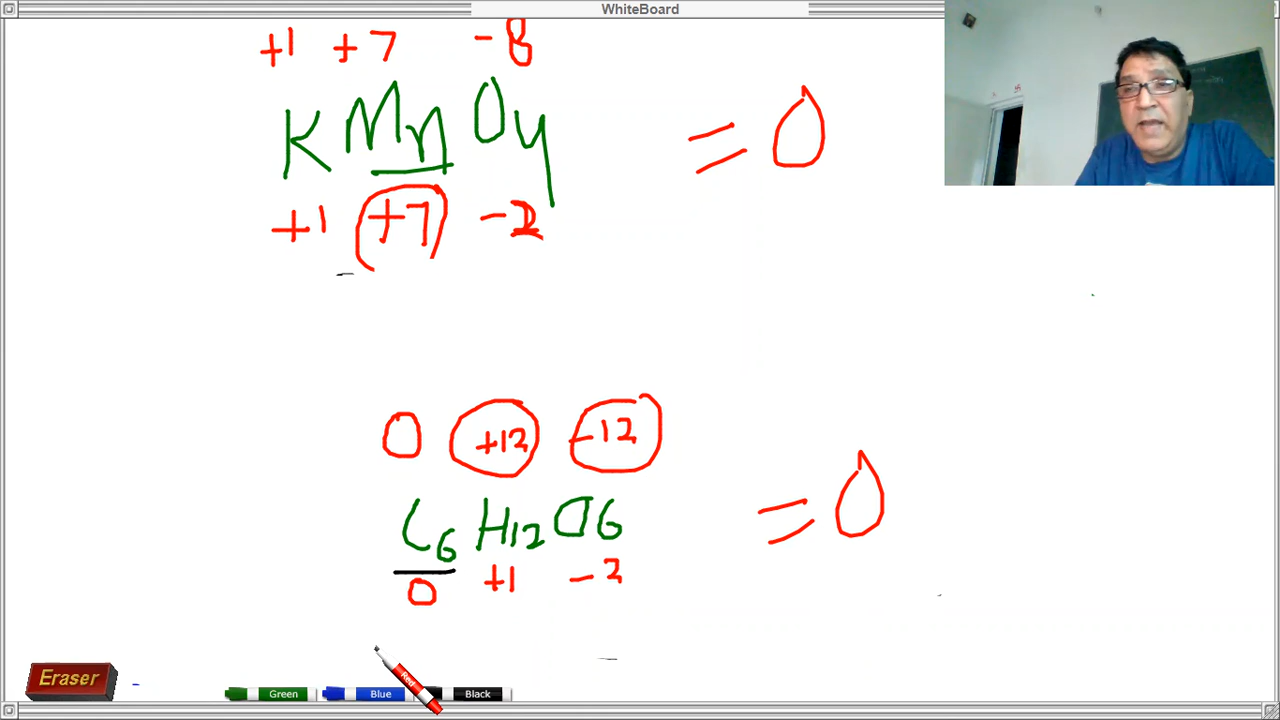 WhiteBoard
+1 +7 -8
KMnO4 = 0
+1 +7 -2
0 +12 -12
C6H12O6 = 0
0 +1 -2
Eraser
Red
Green Blue Black